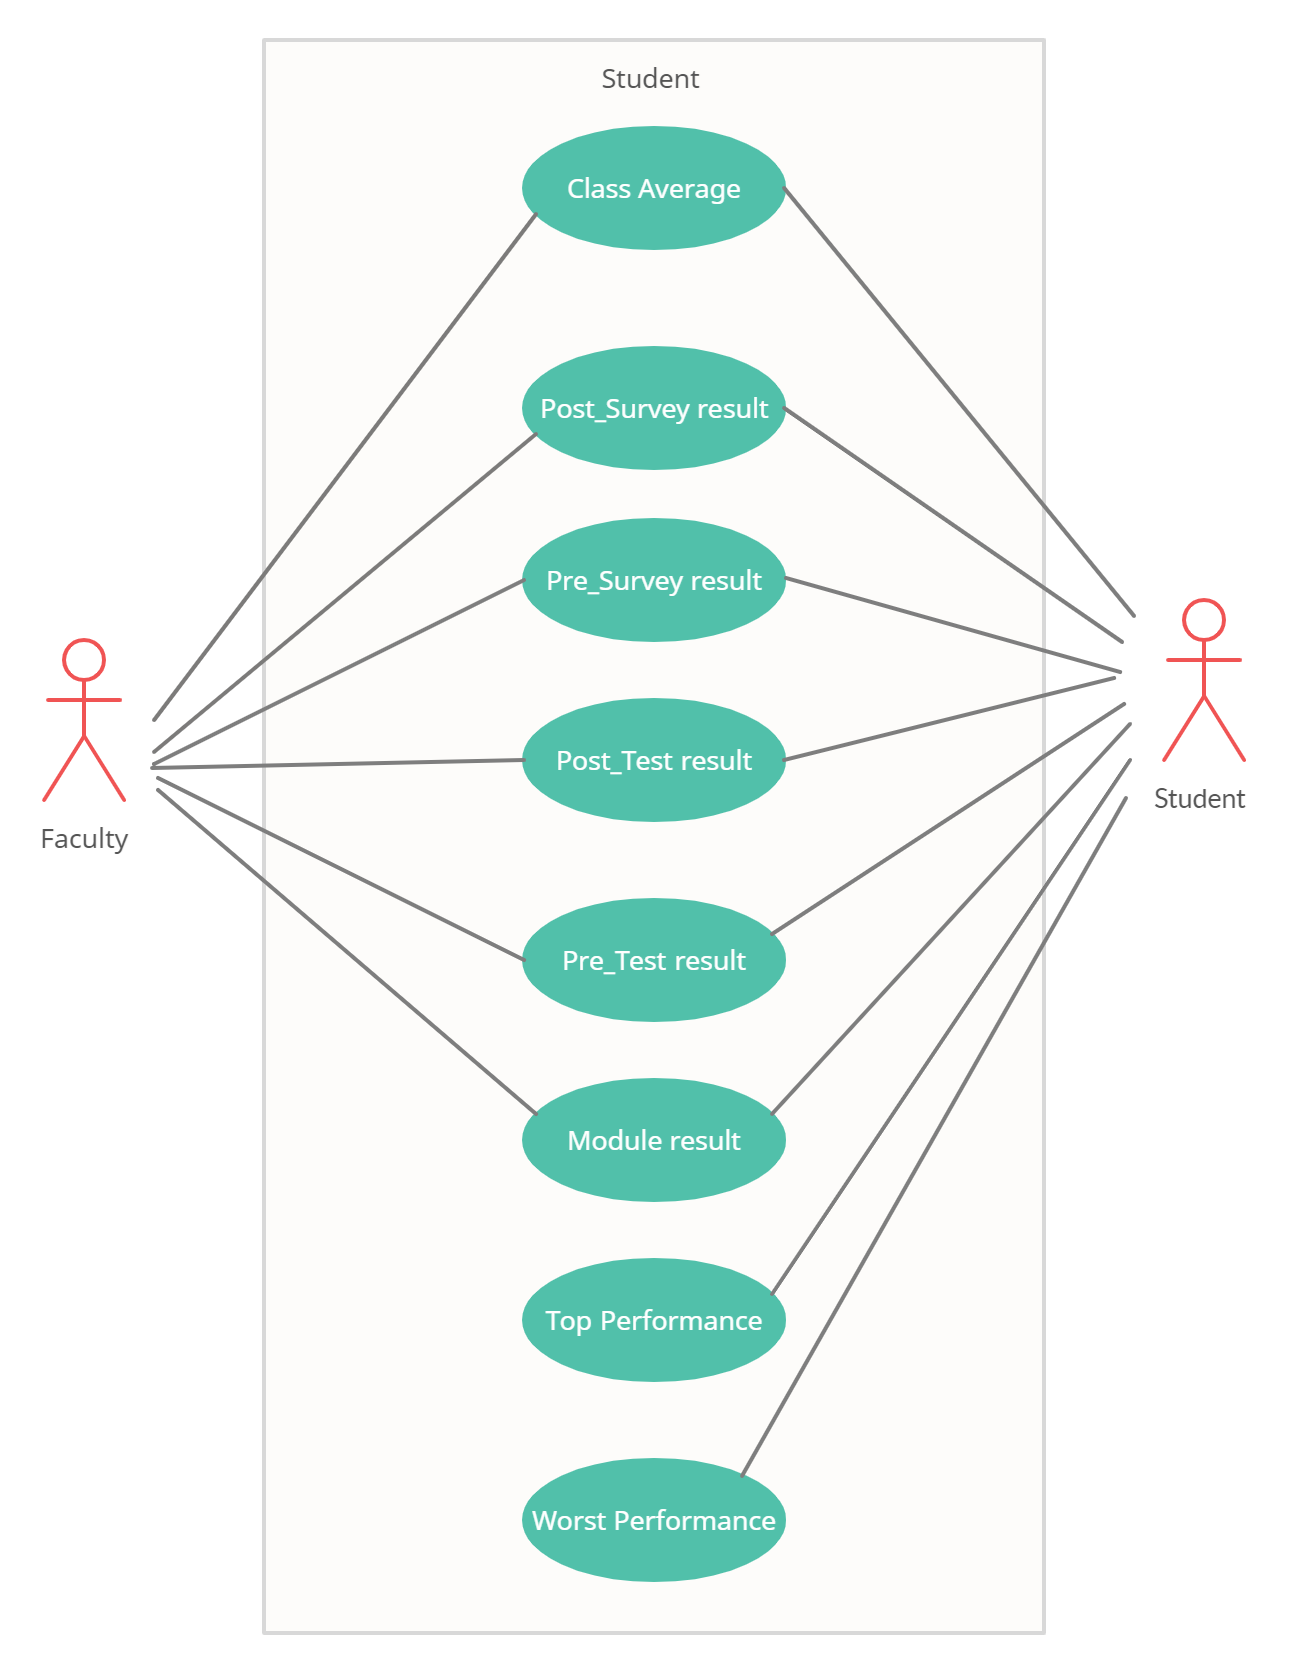 Student
Class Average
Post_Survey result
Pre_Survey result
Post_Test result
Pre_Test result
Module result
Top Performance
Worst Performance
Faculty
Student